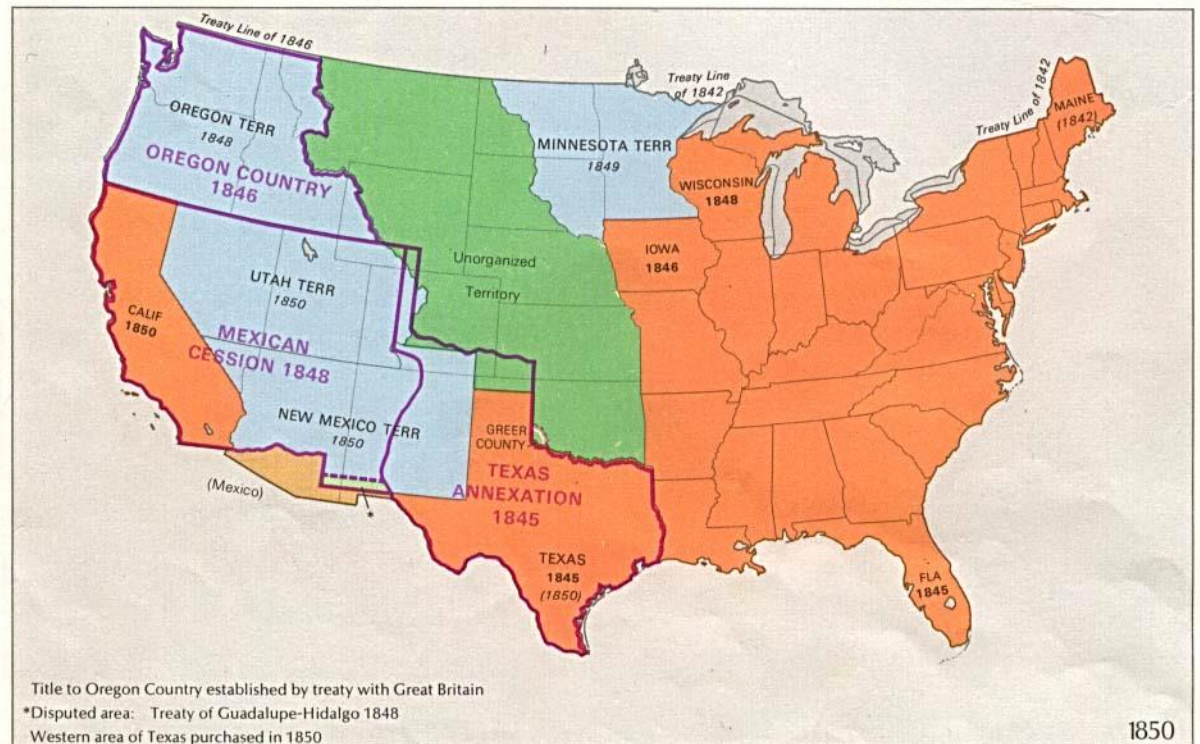 Treaty Line of 1846
OREGON TERR
1848
OREGON COUNTRY
1846
Treaty Line
of 1842
MINNESOTA TERR
1849
Treaty Line of 1842
MAINE
(1842)
WISCONSIN
1848
IOWA
1846
Unorganized
Territory
UTAH TERR
1850
CALIF
1850
MEXICAN
CESSION 1848
NEW MEXICO TERR
1850
GREER
COUNTY
(Mexico)
*
TEXAS
ANNEXATION
1845
TEXAS
1845
(1850)
FLA
1845
Title to Oregon Country established by treaty with Great Britain
*Disputed area: Treaty of Guadalupe-Hidalgo 1848
Western area of Texas purchased in 1850
1850